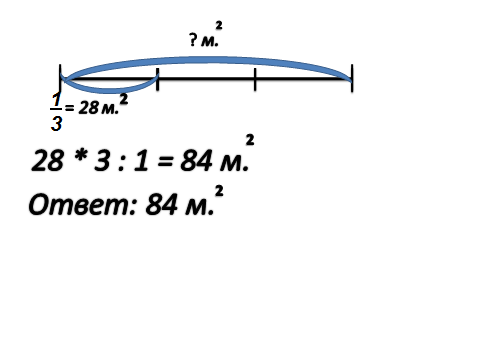 ? м.²
1/3 = 28 м.²
28 * 3 : 1 = 84 м.²
Ответ: 84 м.²